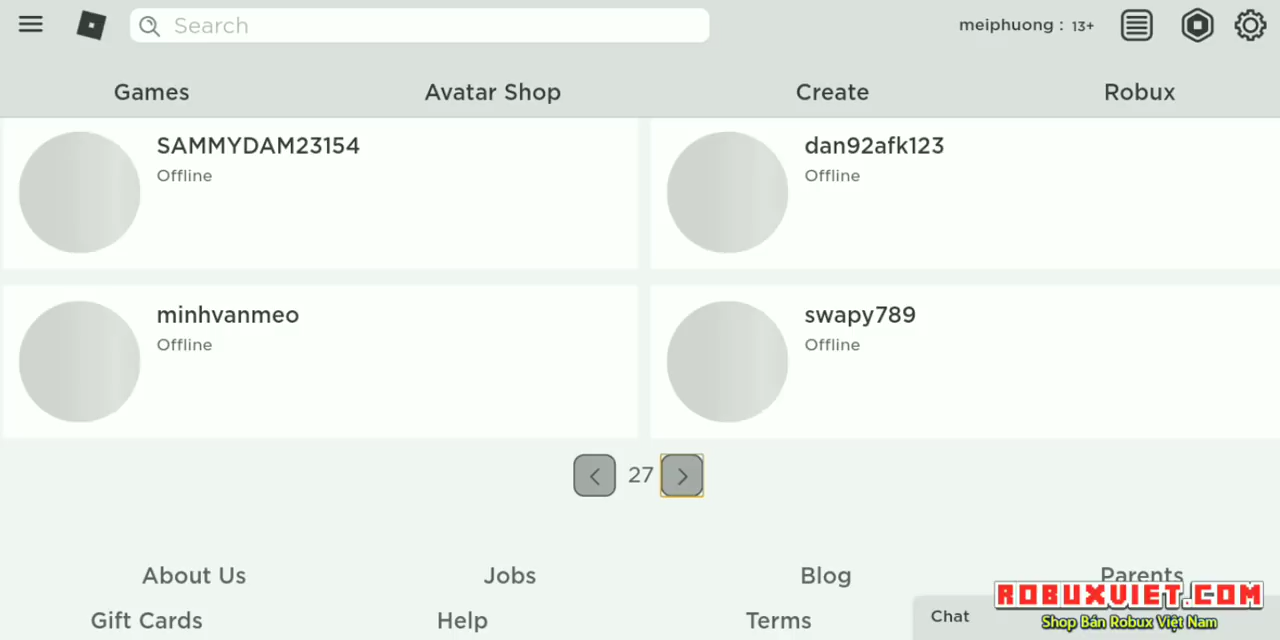 Search
meiphuong : 13+
Games
Avatar Shop
Create
Robux
SAMMYDAM23154
Offline
dan92afk123
Offline
minhvanmeo
Offline
swapy789
Offline
27
About Us
Jobs
Blog
Parents
Gift Cards
Help
Terms
Chat
ROBUXVIET.COM
Shop Bán Robux Việt Nam